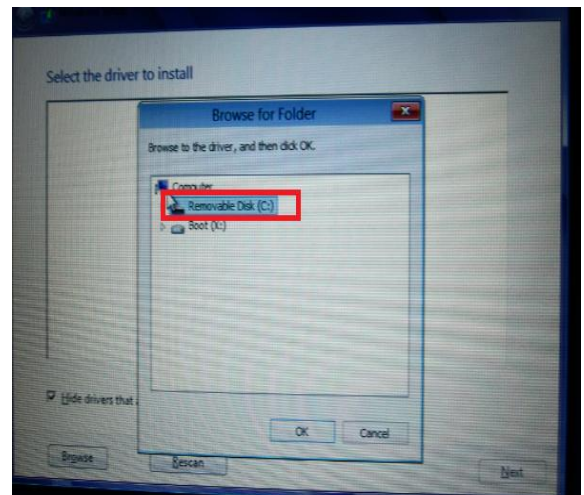 Select the driver to install
Browse for Folder
Browse to the driver, and then click OK.
Computer
Removable Disk (C:)
Boot (X:)
Hide drivers that
OK
Cancel
Browse
Rescan
Next